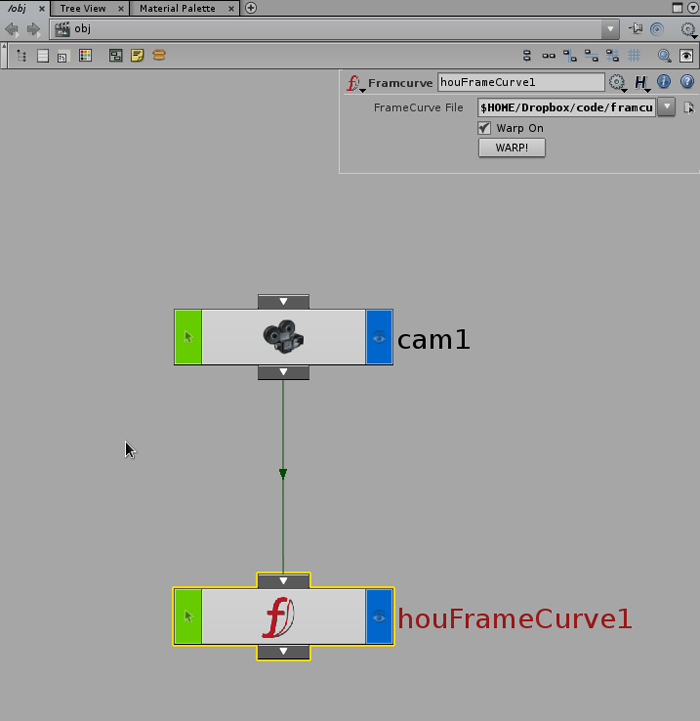 /obj Tree View Material Palette
obj
Framcurve houFrameCurve1
FrameCurve File $HOME/Dropbox/code/framcu
Warp On
WARP!
cam1
houFrameCurve1